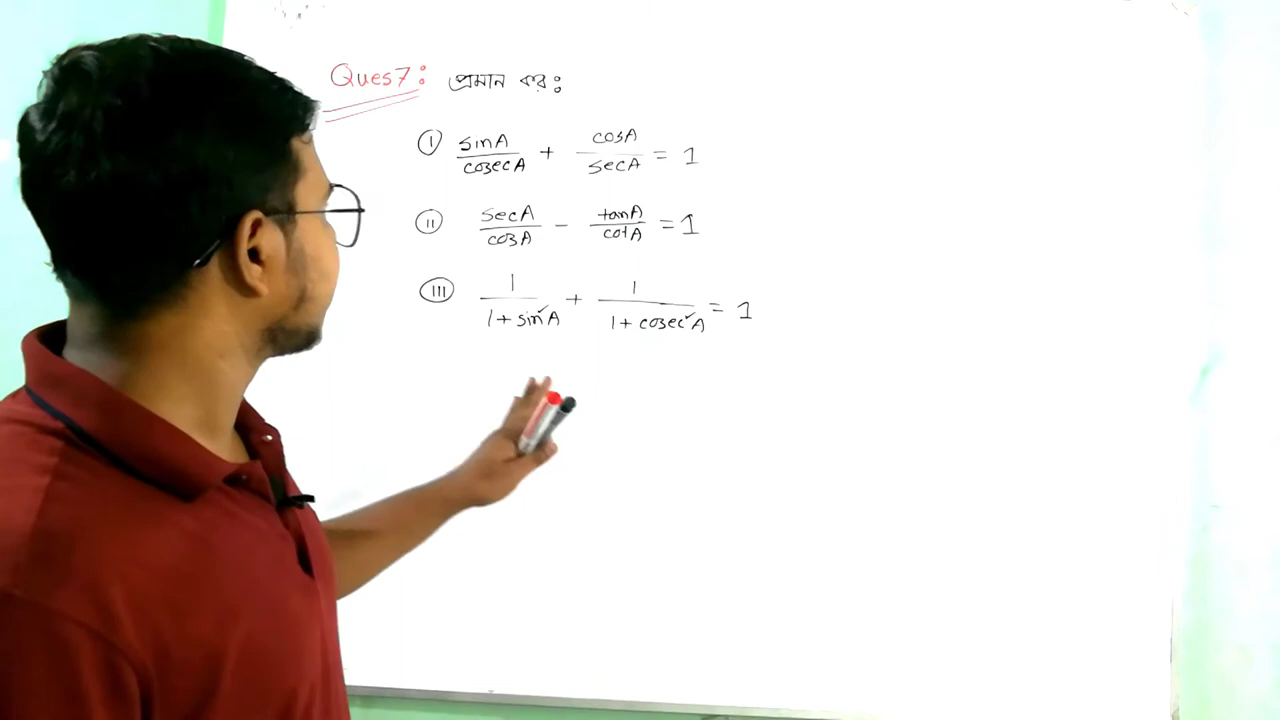 Ques7: প্রমান কর:
(i) sinA/cosecA + cosA/secA = 1
(ii) secA/cosA - tanA/cotA = 1
(iii) 1/(1+sin²A) + 1/(1+cosec²A) = 1